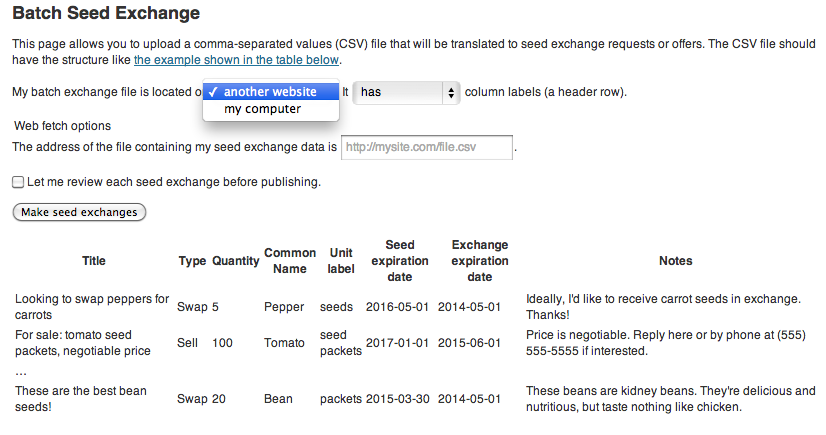 Batch Seed Exchange
This page allows you to upload a comma-separated values (CSV) file that will be translated to seed exchange requests or offers. The CSV file should
have the structure like the example shown in the table below.
My batch exchange file is located o ✓ another website It has column labels (a header row).
my computer
Web fetch options
The address of the file containing my seed exchange data is http://mysite.com/file.csv .
Let me review each seed exchange before publishing.
Make seed exchanges
Title Type Quantity Common Name Unit label Seed expiration date Exchange expiration date Notes
Looking to swap peppers for carrots Swap 5 Pepper seeds 2016-05-01 2014-05-01 Ideally, I'd like to receive carrot seeds in exchange. Thanks!
For sale: tomato seed packets, negotiable price Sell 100 Tomato seed packets 2017-01-01 2015-06-01 Price is negotiable. Reply here or by phone at (555) 555-5555 if interested.
...
These are the best bean seeds! Swap 20 Bean packets 2015-03-30 2014-05-01 These beans are kidney beans. They're delicious and nutritious, but taste nothing like chicken.